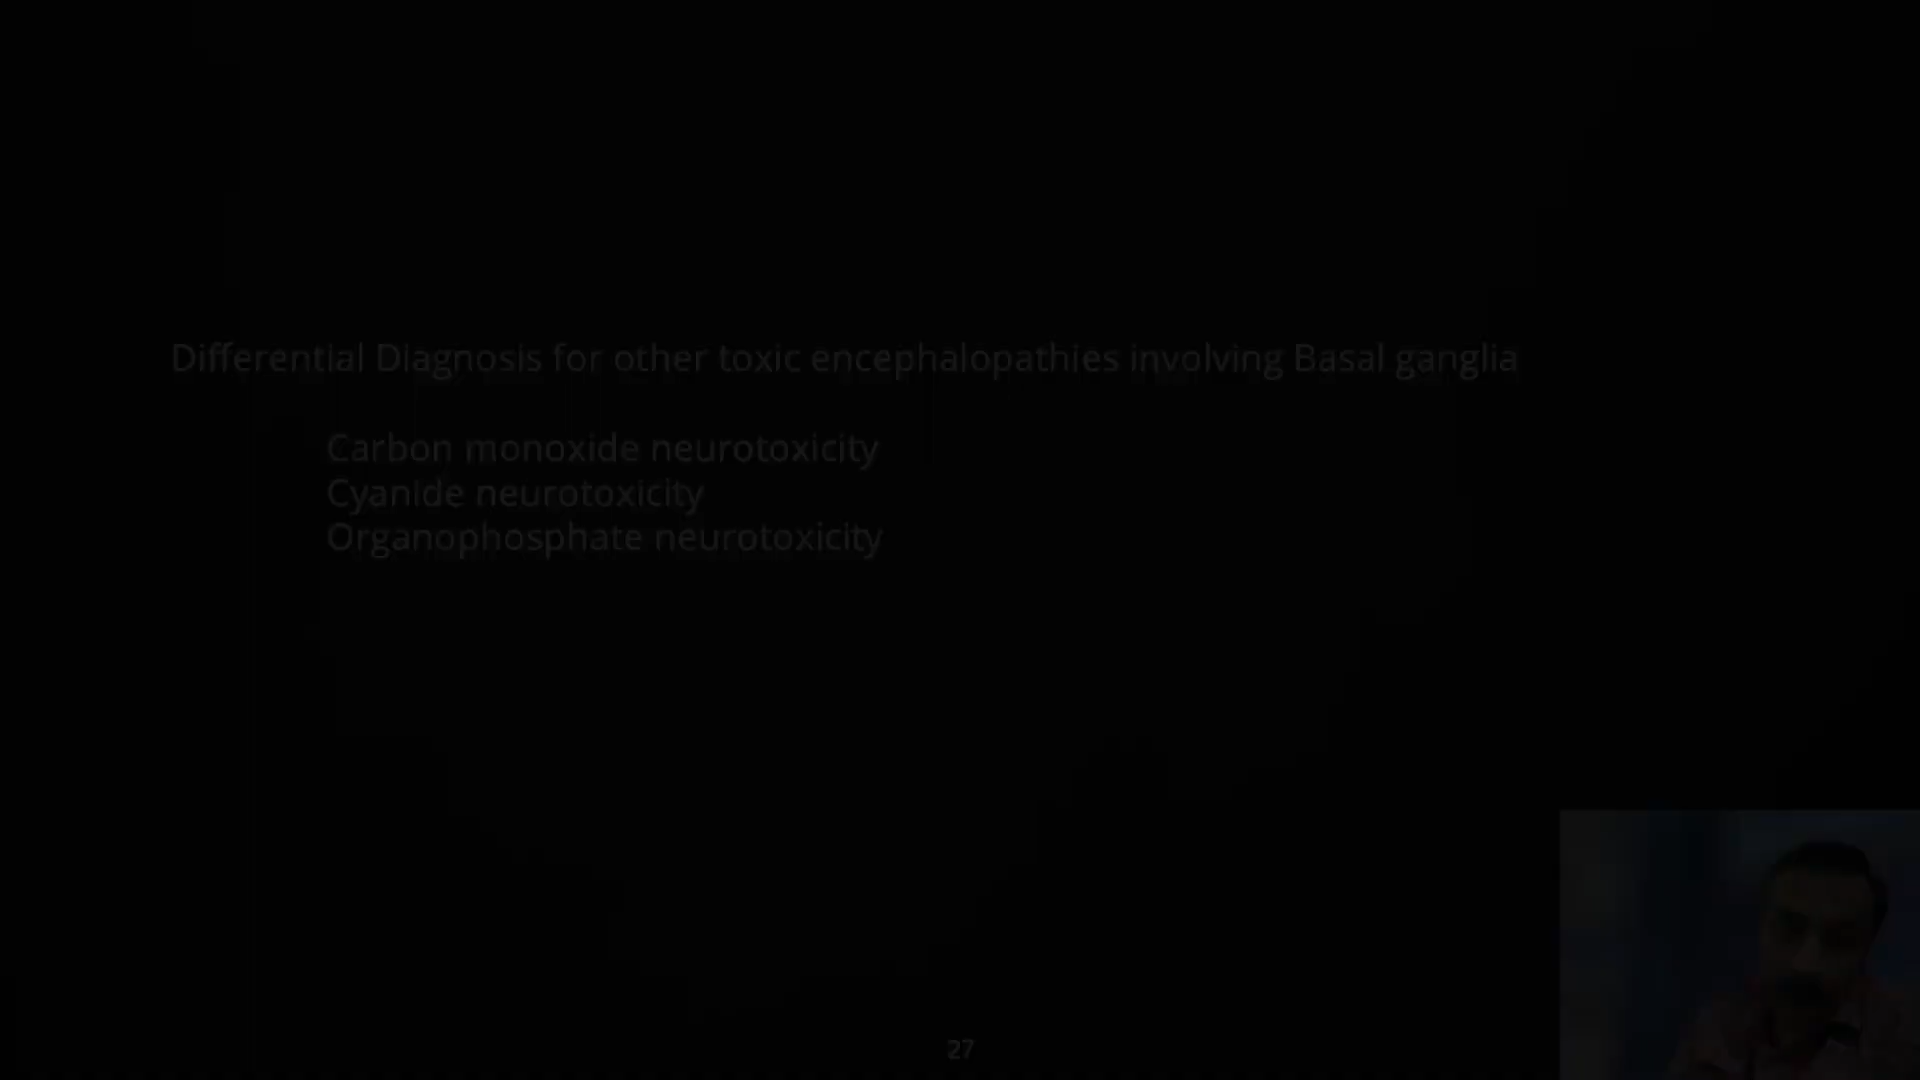 Differential Diagnosis for other toxic encephalopathies involving Basal ganglia
Carbon monoxide neurotoxicity
Cyanide neurotoxicity
Organophosphate neurotoxicity
27